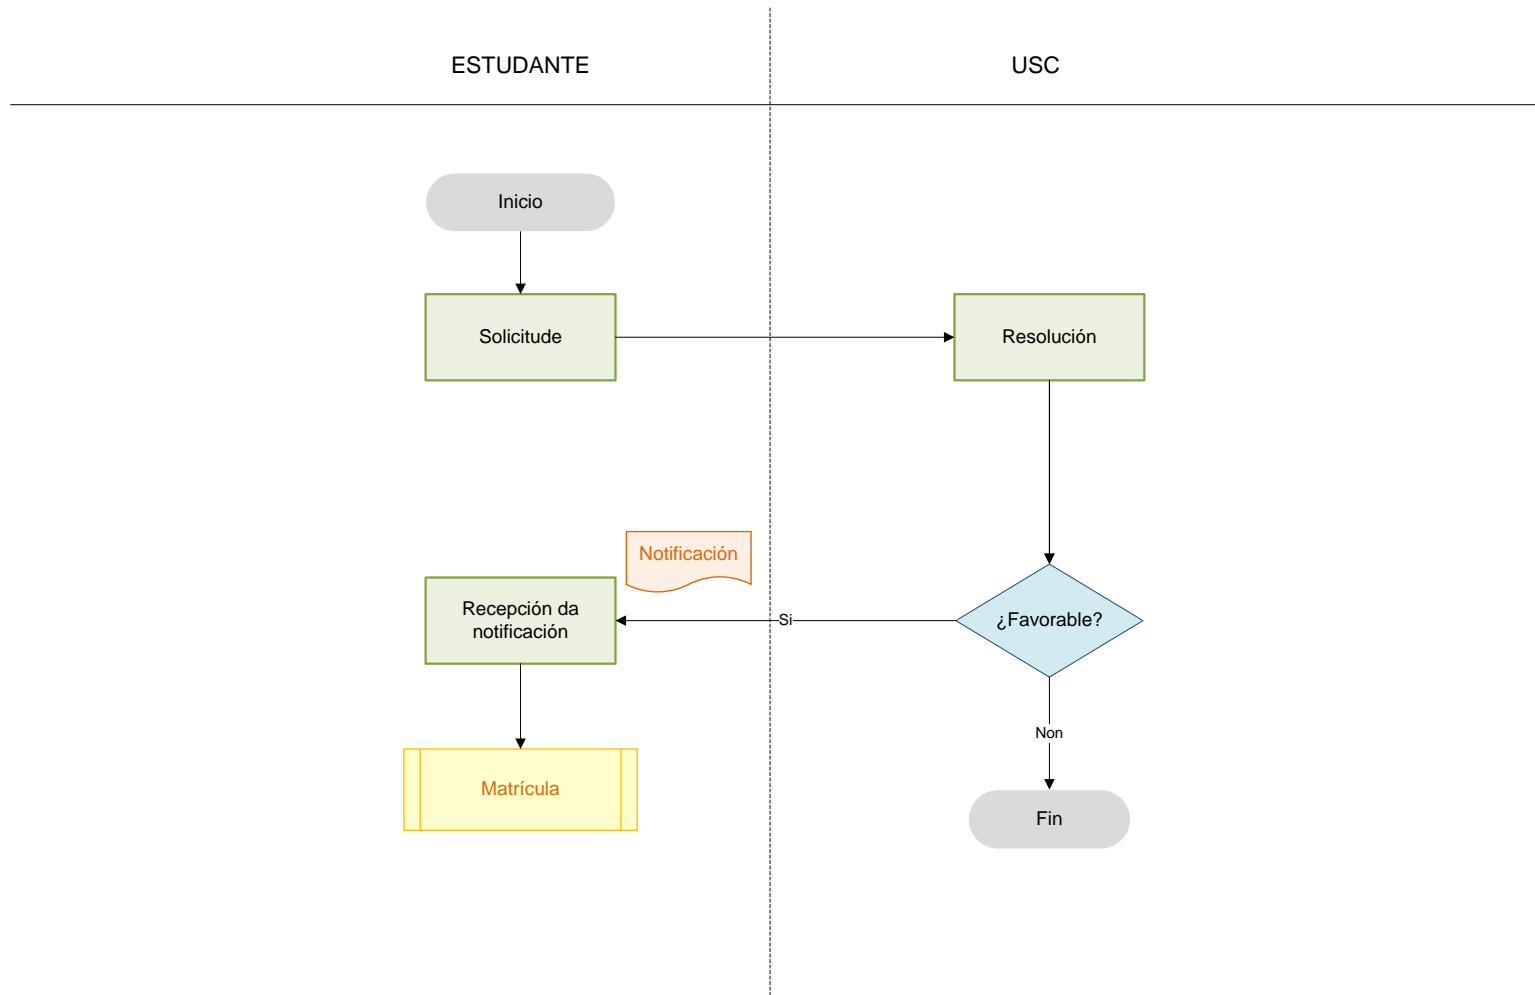 ESTUDANTE
USC
Inicio
Solicitude
Resolución
Notificación
Recepción da
notificación
Si
¿Favorable?
Non
Matrícula
Fin